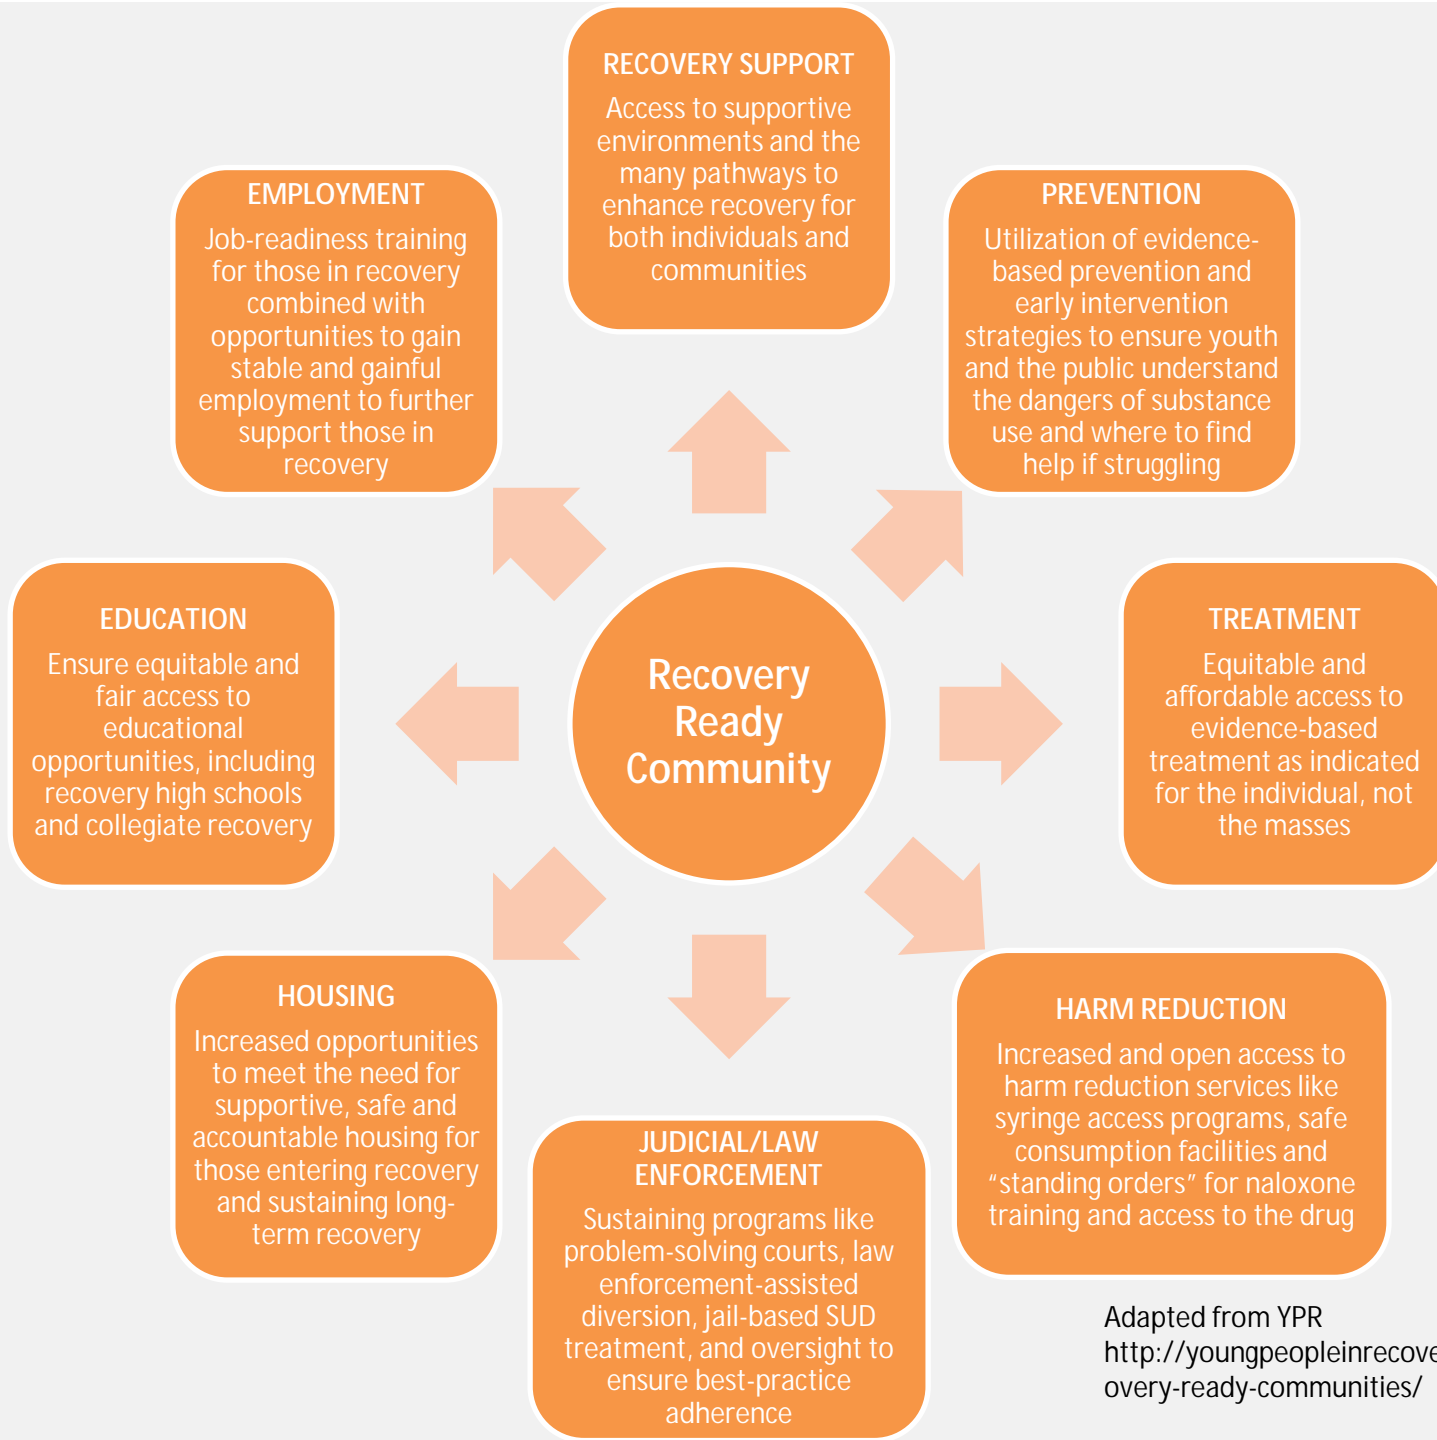 RECOVERY SUPPORT
Access to supportive
environments and the
many pathways to
enhance recovery for
both individuals and
communities
PREVENTION
Utilization of evidence-
based prevention and
early intervention
strategies to ensure youth
and the public understand
the dangers of substance
use and where to find
help if struggling
TREATMENT
Equitable and
affordable access to
evidence-based
treatment as indicated
for the individual, not
the masses
HARM REDUCTION
Increased and open access to
harm reduction services like
syringe access programs, safe
consumption facilities and
“standing orders” for naloxone
training and access to the drug
JUDICIAL/LAW
ENFORCEMENT
Sustaining programs like
problem-solving courts, law
enforcement-assisted
diversion, jail-based SUD
treatment, and oversight to
ensure best-practice
adherence
HOUSING
Increased opportunities
to meet the need for
supportive, safe and
accountable housing for
those entering recovery
and sustaining long-
term recovery
EDUCATION
Ensure equitable and
fair access to
educational
opportunities, including
recovery high schools
and collegiate recovery
EMPLOYMENT
Job-readiness training
for those in recovery
combined with
opportunities to gain
stable and gainful
employment to further
support those in
recovery
Recovery
Ready
Community
Adapted from YPR
http://youngpeopleinrecove
overy-ready-communities/